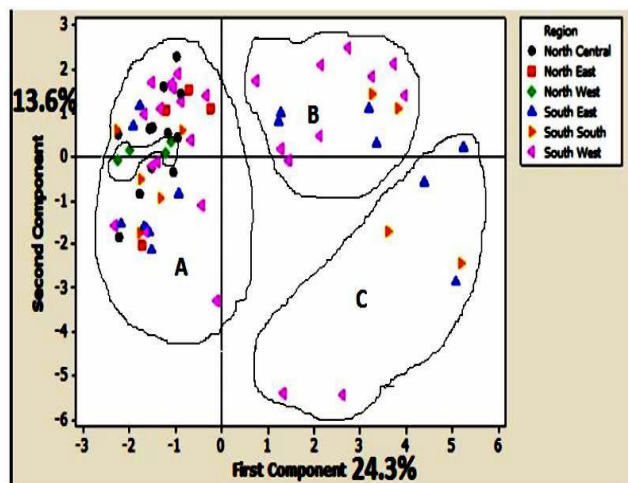 3
2
13.6%
1
0
-1
-2
-3
-4
-5
-6
Second Component
A
B
C
-3
-2
-1
0
1
2
3
4
5
6
First Component 24.3%
Region
North Central
North East
North West
South East
South South
South West